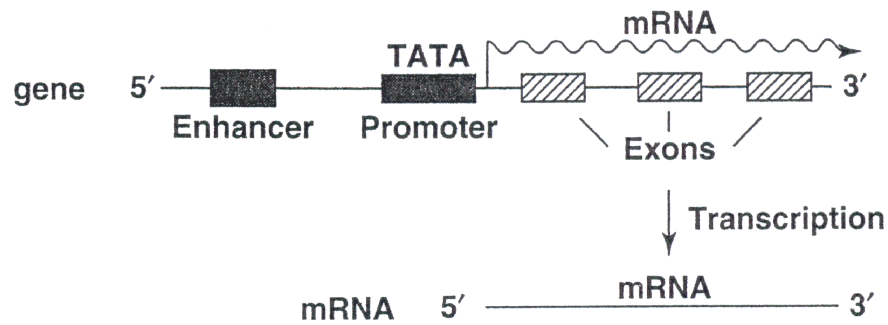 mRNA
TATA
gene 5′ 3′
Enhancer Promoter
Exons
Transcription
mRNA
mRNA 5′ 3′